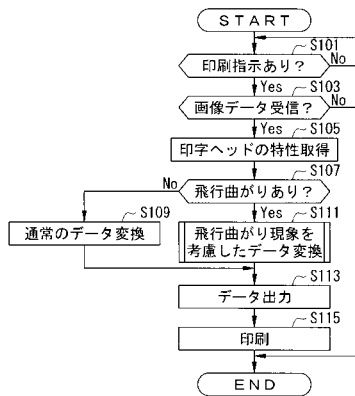 START
S101
印刷指示あり？
No
Yes
S103
画像データ受信？
No
Yes
S105
印字ヘッドの特性取得
S107
飛行曲がりあり？
No
Yes
S109
通常のデータ変換
S111
飛行曲がり現象を
考慮したデータ変換
S113
データ出力
S115
印刷
END